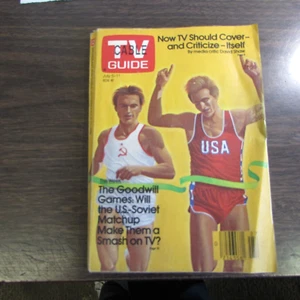 Now TV Should Cover—
and Criticize—Itself
CABLE
TV
GUIDE
USA
The Goodwill
Games: Will
the U.S.-Soviet
Matchup
Make Them a
Smash on TV?